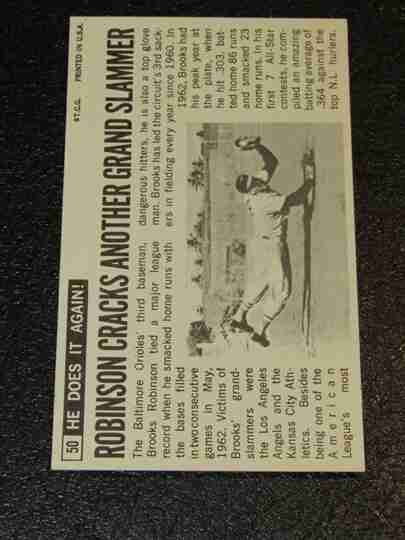 50 HE DOES IT AGAIN!
©T.C.G. PRINTED IN U.S.A.
ROBINSON CRACKS ANOTHER GRAND SLAMMER
The Baltimore Orioles' third baseman,
Brooks Robinson tied a major league
record when he smacked home runs with
the bases filled
in two consecutive
games in May,
1962. Victims of
Brooks' grand-
slammers were
the Los Angeles
Angels and the
Kansas City Ath-
letics. Besides
being one of the
American
League's most
dangerous hitters, he is also a top glove
man. Brooks has led the circuit's 3rd sack-
ers in fielding every year since 1960. In
1962, Brooks had
his peak year at
the plate, when
he hit .303, bat-
ted home 86 runs
and smacked 23
home runs. In his
first 7 All-Star
contests, he com-
piled an amazing
batting average of
.364 against the
top N.L. hurlers.